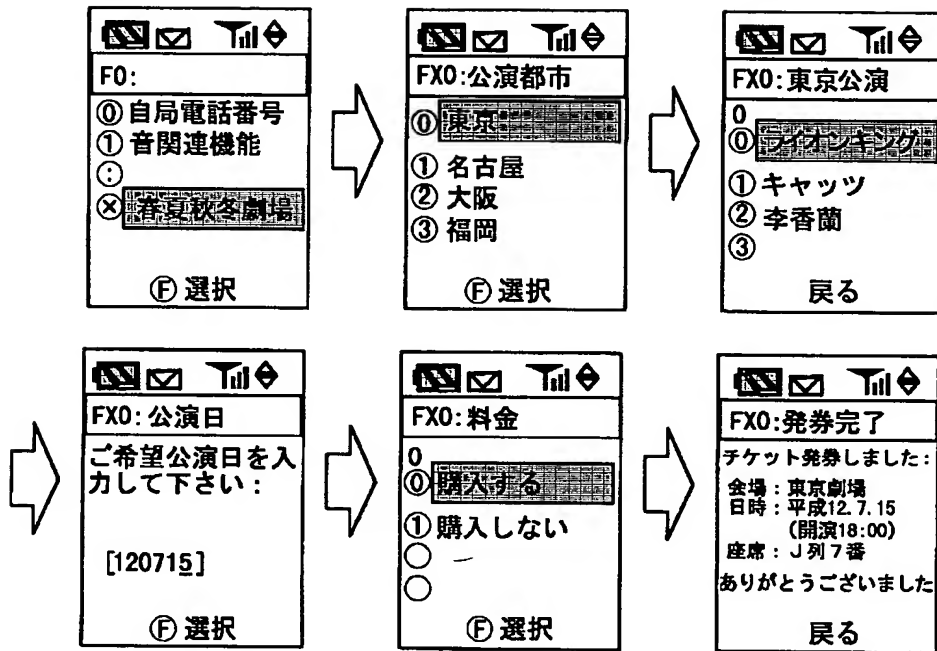 F0:
⓪自局電話番号
①音関連機能
:
ⓧ春夏秋冬劇場
Ⓕ選択
FX0:公演都市
⓪東京
①名古屋
②大阪
③福岡
Ⓕ選択
FX0:東京公演
0
⓪ライオンキング
①キャッツ
②李香蘭
③
戻る
FX0:公演日
ご希望公演日を入
力して下さい:
[120715]
Ⓕ選択
FX0:料金
0
⓪購入する
①購入しない
Ⓕ選択
FX0:発券完了
チケット発券しました:
会場:東京劇場
日時:平成12.7.15
(開演18:00)
座席:J列7番
ありがとうございました
戻る